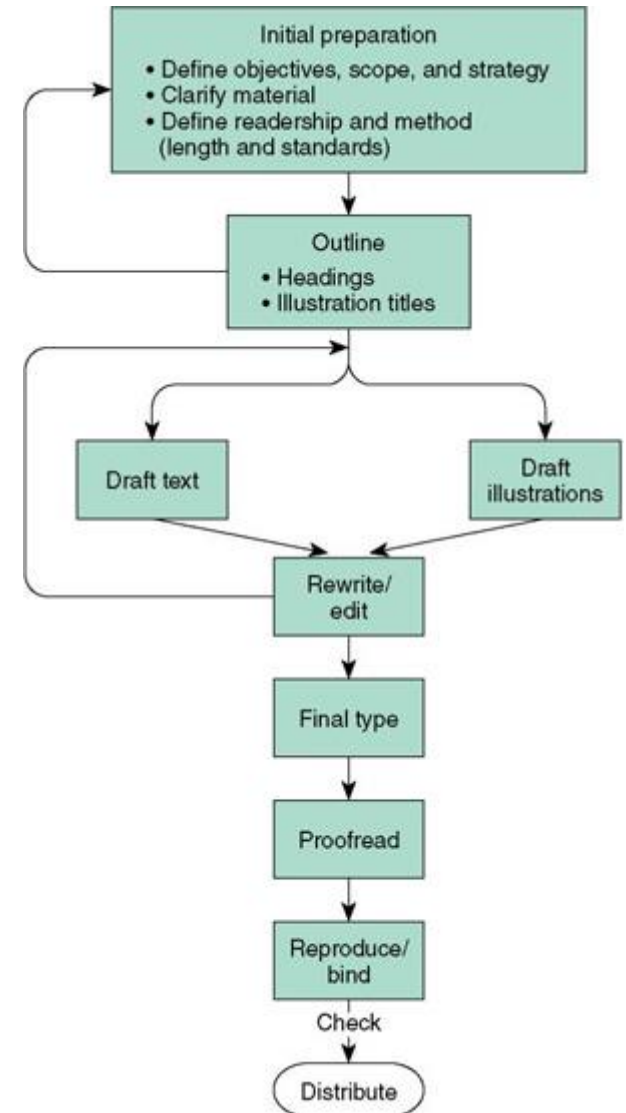 Initial preparation
• Define objectives, scope, and strategy
• Clarify material
• Define readership and method
(length and standards)
Outline
• Headings
• Illustration titles
Draft text
Draft
illustrations
Rewrite/
edit
Final type
Proofread
Reproduce/
bind
Check
Distribute